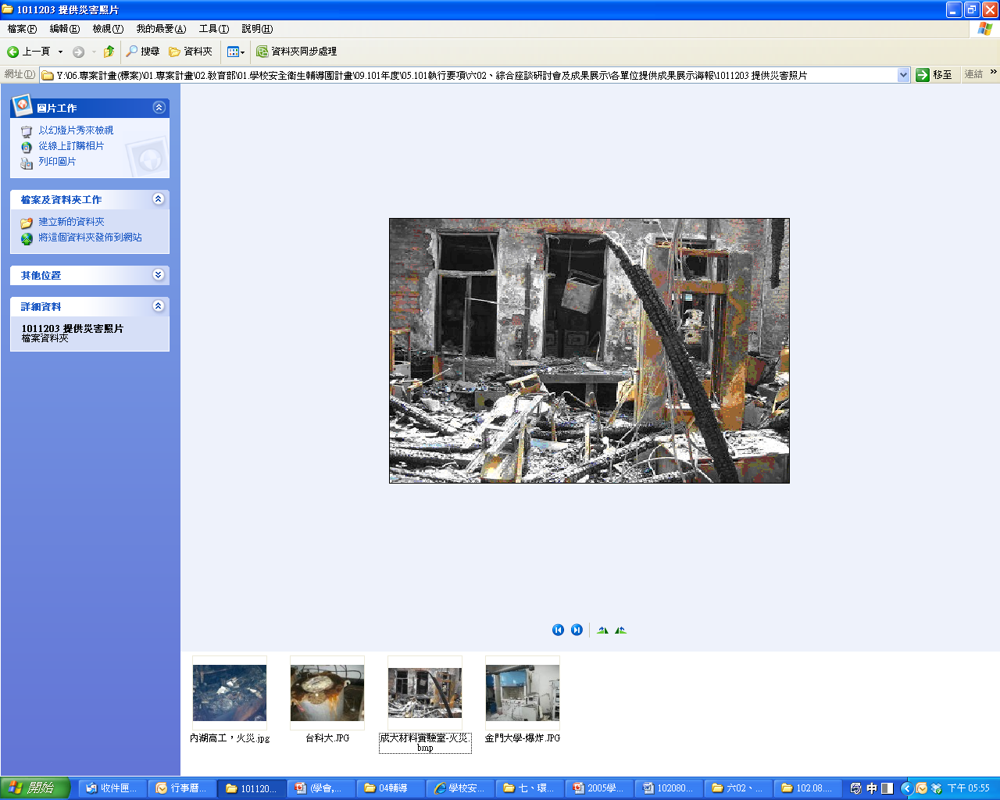 1011203 提供災害照片
檔案(F) 編輯(E) 檢視(V) 我的最愛(A) 工具(T) 說明(H)
上一頁 搜尋 資料夾 資料夾同步處理
網址(D) Y:\06.專案計畫(標案)\01.專案計畫\02.教育部\01.學校安全衛生輔導團計畫\09.101年度\05.101執行要項\六02、綜合座談研討會及成果展示\各單位提供成果展示海報\1011203 提供災害照片 移至 連結 »
圖片工作
以幻燈片秀來檢視
從線上訂購相片
列印圖片
檔案及資料夾工作
建立新的資料夾
將這個資料夾發佈到網站
其他位置
詳細資料
1011203 提供災害照片
檔案資料夾
內湖高工，火災.jpg
台科大.JPG
成大材料實驗室-火災.
bmp
金門大學-爆炸.JPG
開始 收件匣... 行事曆... 101120... (學會,... 04輔導 學校安... 七、環... 2005學... 102080... 六02、... 102.08... 中 下午 05:55